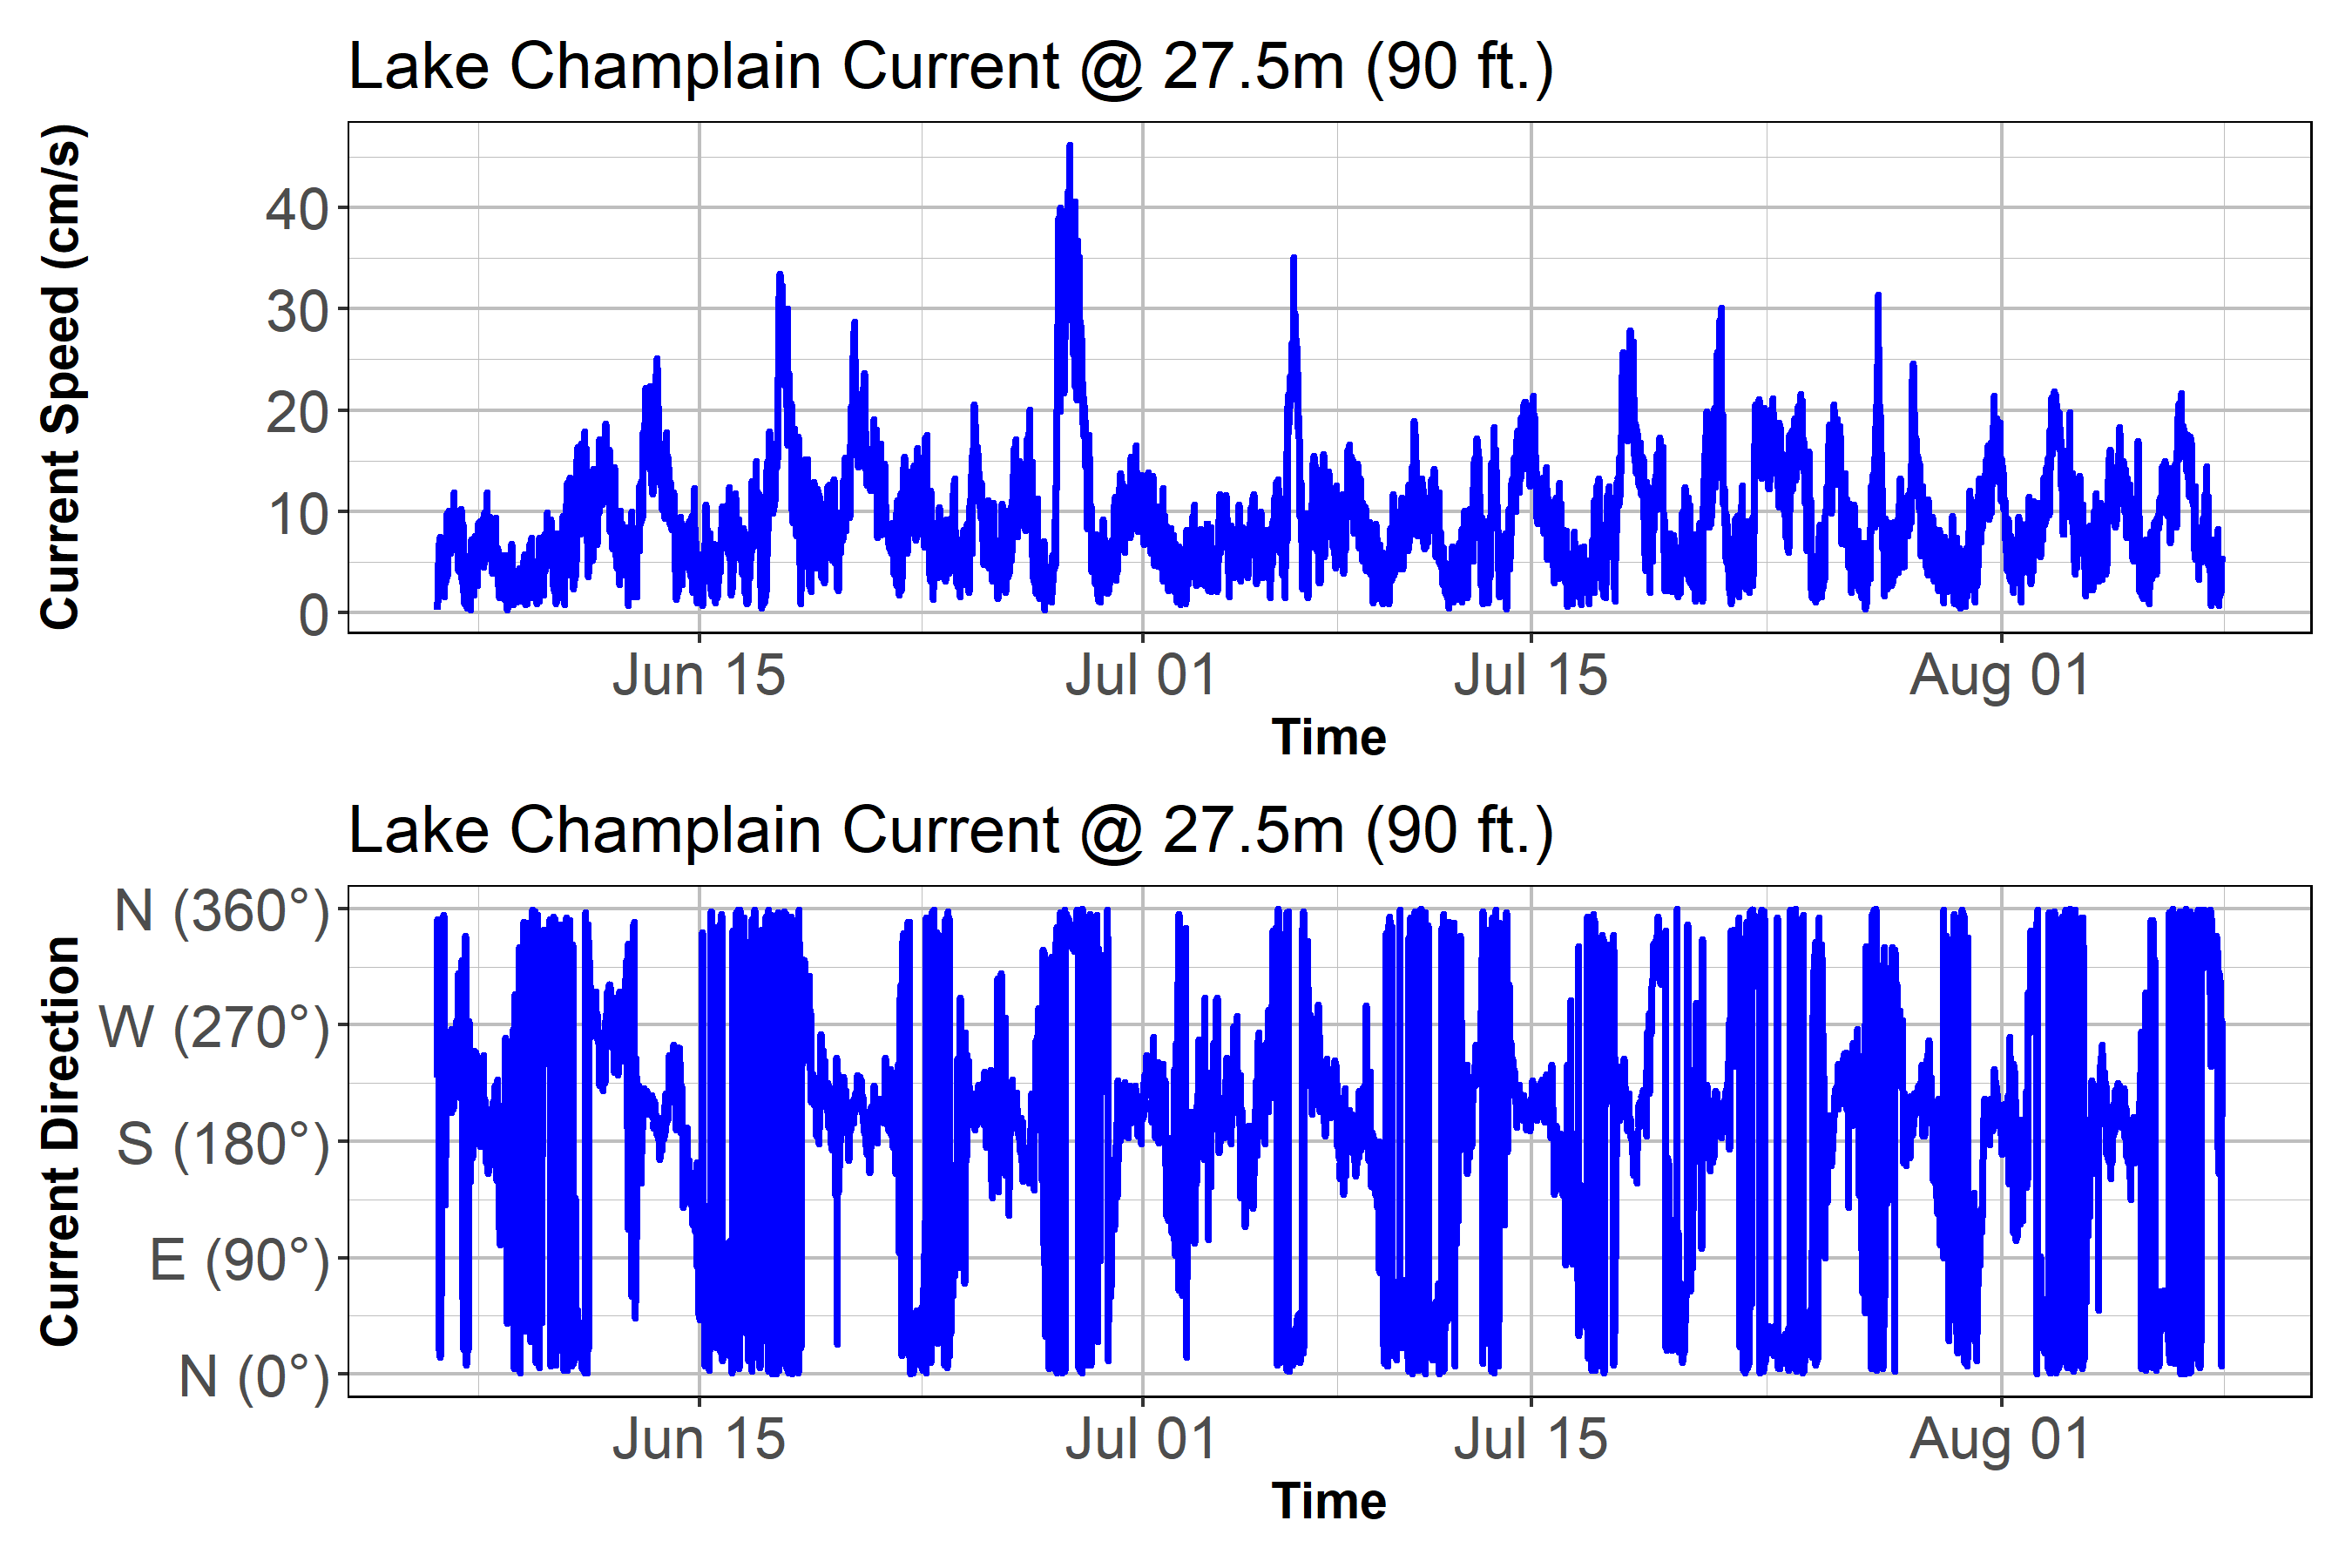 Lake Champlain Current @ 27.5m (90 ft.)
Current Speed (cm/s)
40
30
20
10
0
Jun 15 Jul 01 Jul 15 Aug 01
Time
Lake Champlain Current @ 27.5m (90 ft.)
Current Direction
N (360°)
W (270°)
S (180°)
E (90°)
N (0°)
Jun 15 Jul 01 Jul 15 Aug 01
Time